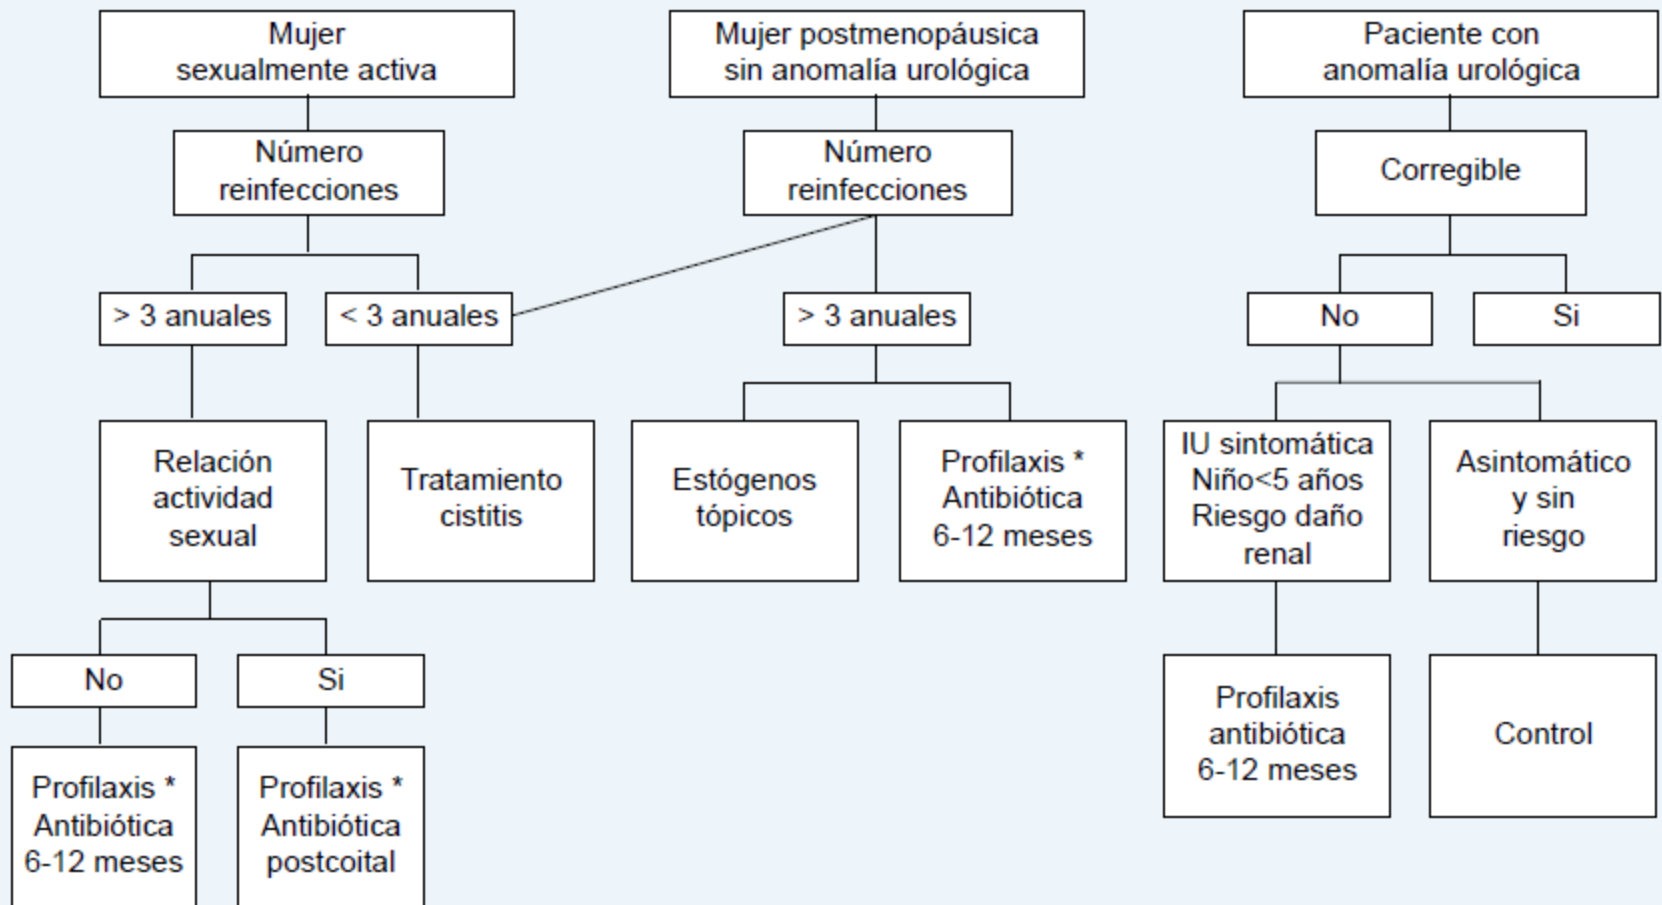 Mujer
sexualmente activa
Mujer postmenopáusica
sin anomalía urológica
Paciente con
anomalía urológica
Número
reinfecciones
Número
reinfecciones
Corregible
> 3 anuales
< 3 anuales
> 3 anuales
No
Si
Relación
actividad
sexual
Tratamiento
cistitis
Estógenos
tópicos
Profilaxis *
Antibiótica
6-12 meses
IU sintomática
Niño<5 años
Riesgo daño
renal
Asintomático
y sin
riesgo
No
Si
Profilaxis
antibiótica
6-12 meses
Control
Profilaxis *
Antibiótica
6-12 meses
Profilaxis *
Antibiótica
postcoital